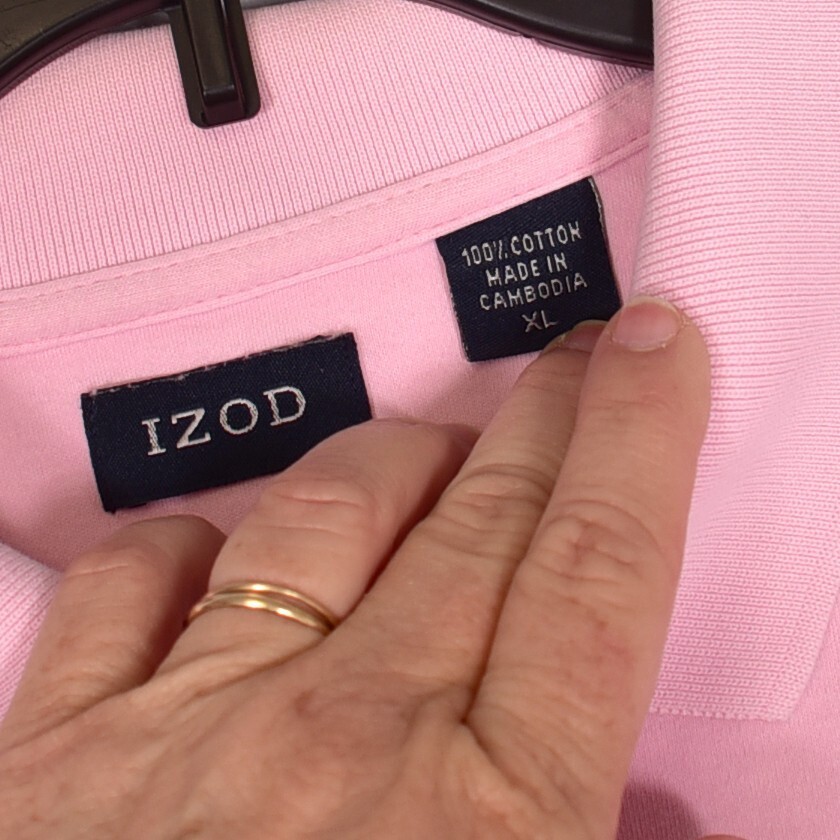 IZOD
100% COTTON
MADE IN
CAMBODIA
XL